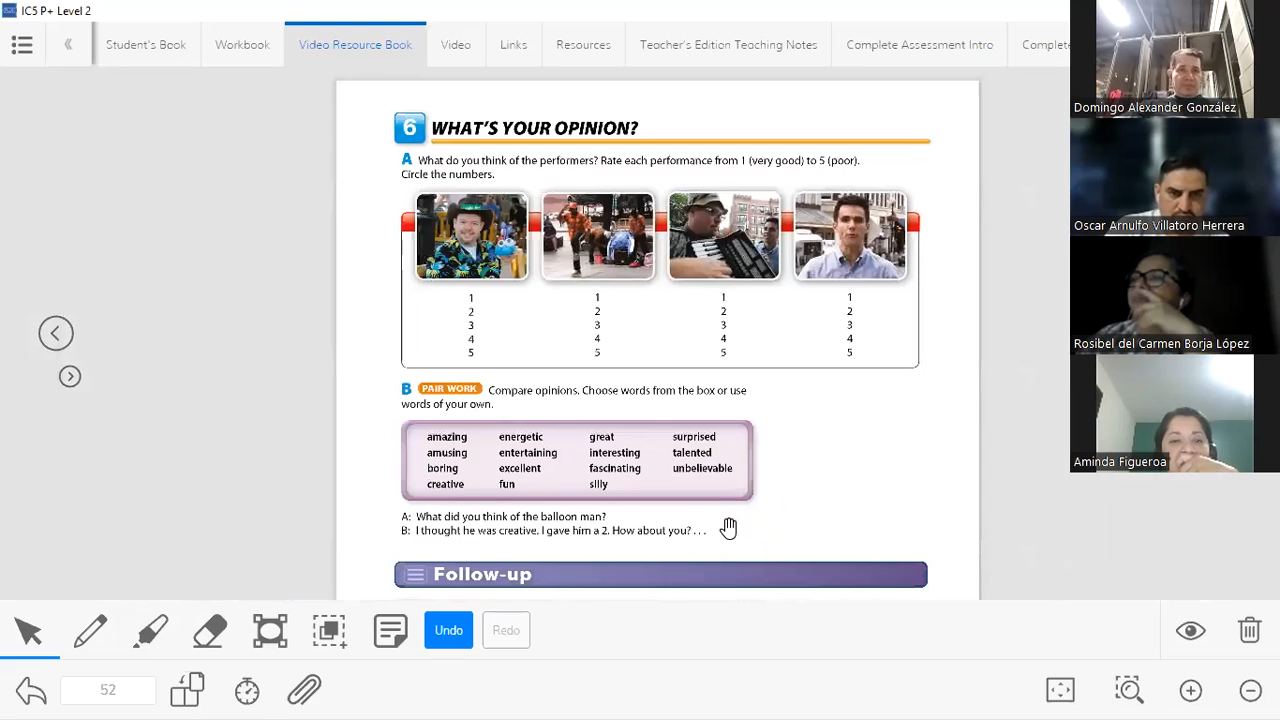 IC5 P+ Level 2
Student's Book
Workbook
Video Resource Book
Video
Links
Resources
Teacher's Edition Teaching Notes
Complete Assessment Intro
Complete
6 WHAT'S YOUR OPINION?
A What do you think of the performers? Rate each performance from 1 (very good) to 5 (poor).
Circle the numbers.
1 1 1 1
2 2 2 2
3 3 3 3
4 4 4 4
5 5 5 5
B PAIR WORK Compare opinions. Choose words from the box or use
words of your own.
amazing energetic great surprised
amusing entertaining interesting talented
boring excellent fascinating unbelievable
creative fun silly
A: What did you think of the balloon man?
B: I thought he was creative. I gave him a 2. How about you? . . .
Follow-up
Undo
Redo
52
Domingo Alexander González
Oscar Arnulfo Villatoro Herrera
Rosibel del Carmen Borja López
Aminda Figueroa